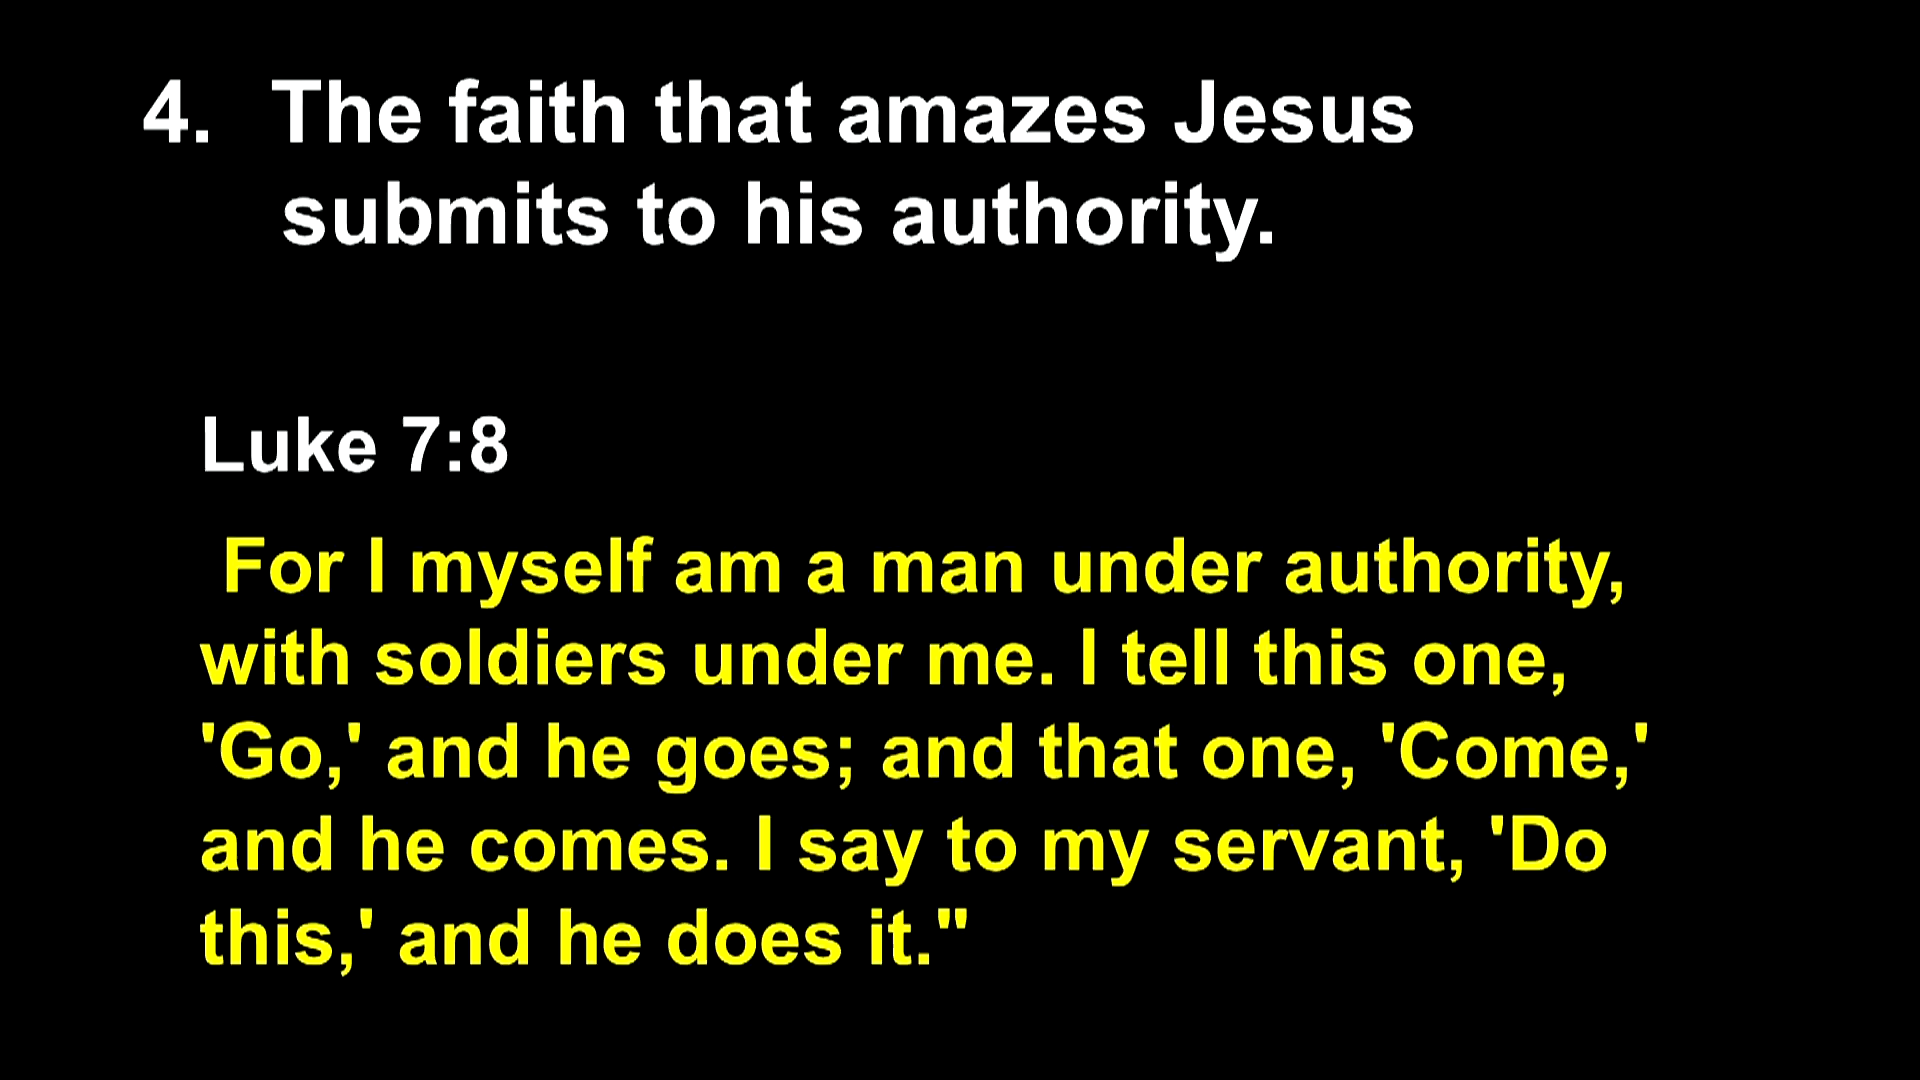 4. The faith that amazes Jesus
submits to his authority.
Luke 7:8
For I myself am a man under authority,
with soldiers under me. I tell this one,
'Go,' and he goes; and that one, 'Come,'
and he comes. I say to my servant, 'Do
this,' and he does it."